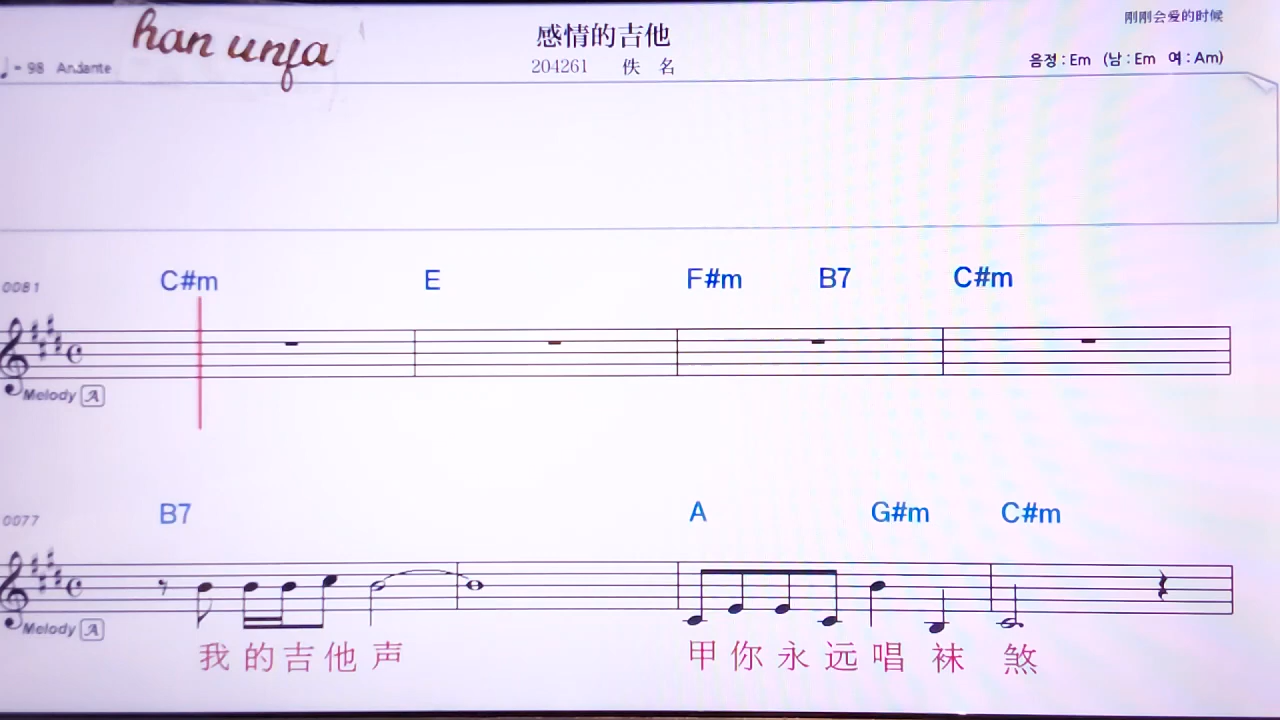 han unfa
感情的吉他
刚刚会爱的时候
♩= 98 Andante
204261 佚 名
음정 : Em (남 : Em 여 : Am)
0081 C#m E F#m B7 C#m
Melody A
0077 B7 A G#m C#m
Melody A
我的吉他声 甲你永远唱袜煞